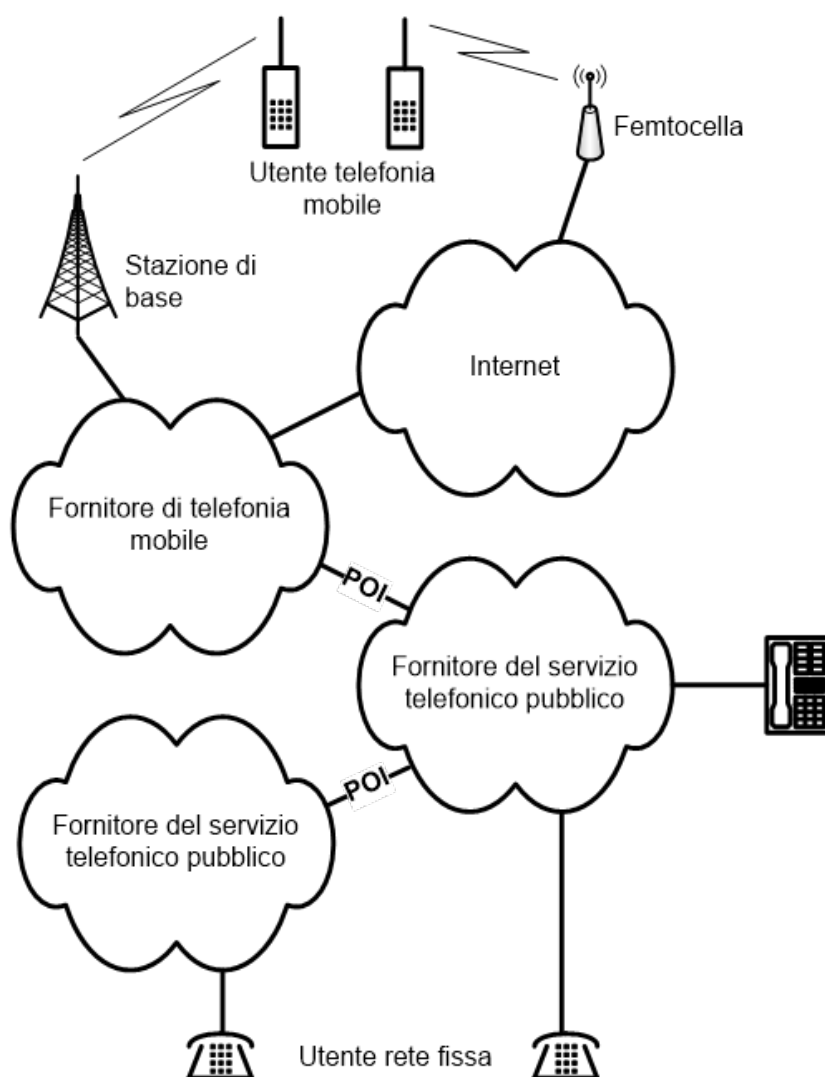 Femtocella
Utente telefonia
mobile
Stazione di
base
Internet
Fornitore di telefonia
mobile
POI
Fornitore del servizio
telefonico pubblico
POI
Fornitore del servizio
telefonico pubblico
Utente rete fissa